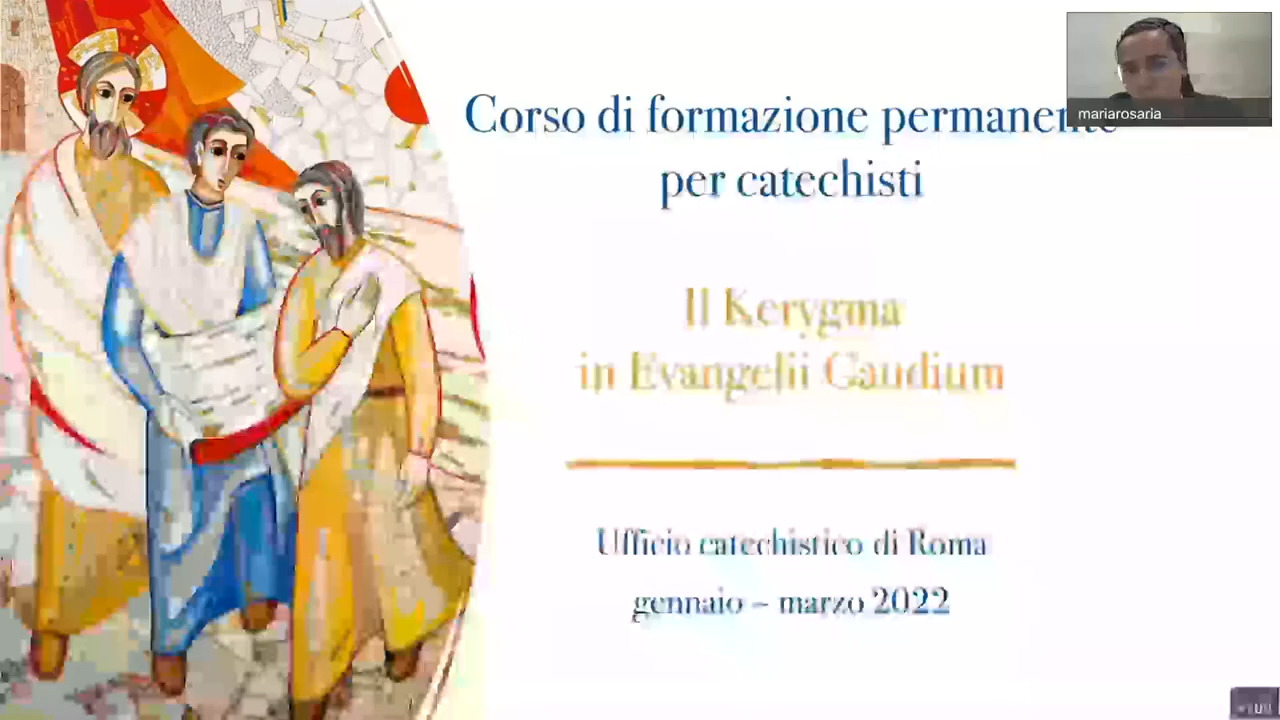 Corso di formazione permanente
per catechisti
Il Kerygma
in Evangelii Gaudium
Ufficio catechistico di Roma
gennaio – marzo 2022
mariarosaria